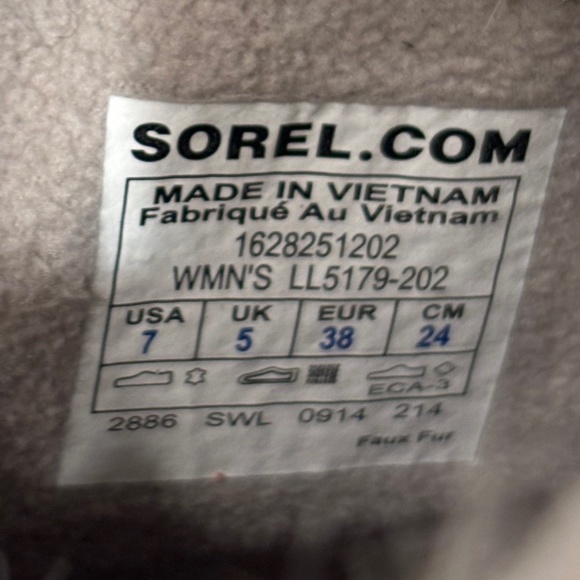 SOREL.COM
MADE IN VIETNAM
Fabriqué Au Vietnam
1628251202
WMN'S LL5179-202
USA UK EUR CM
7 5 38 24
ECA-3
2886 SWL 0914 214
Faux Fur